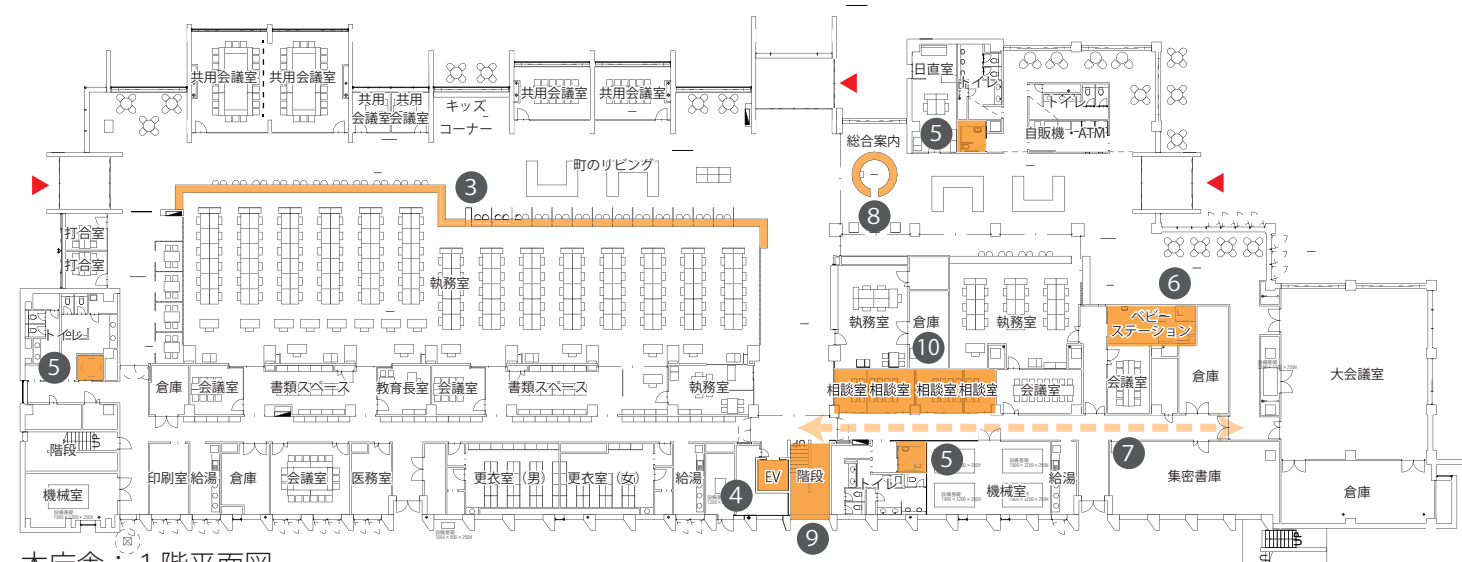 共用会議室
共用会議室
共用
会議室
共用
会議室
キッズ
コーナー
共用会議室
共用会議室
日直室
トイレ
トイレ
自販機・ATM
5
総合案内
町のリビング
3
8
打合室
打合室
執務室
6
ベビー
ステーション
執務室
倉庫
執務室
10
トイレ
5
倉庫
会議室
書類スペース
教育長室
会議室
書類スペース
執務室
相談室
相談室
相談室
相談室
会議室
会議室
倉庫
大会議室
7
階段
UP
印刷室
給湯
倉庫
会議室
医務室
更衣室（男）
更衣室（女）
給湯
4
EV
階段
トイレ
5
機械室
給湯
集密書庫
倉庫
機械室
9
UP
本庁舎：１階平面図